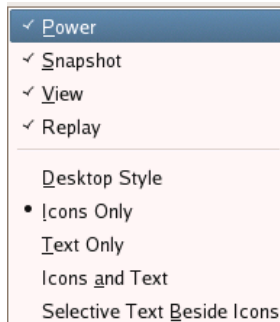 Power
Snapshot
View
Replay
Desktop Style
Icons Only
Text Only
Icons and Text
Selective Text Beside Icons